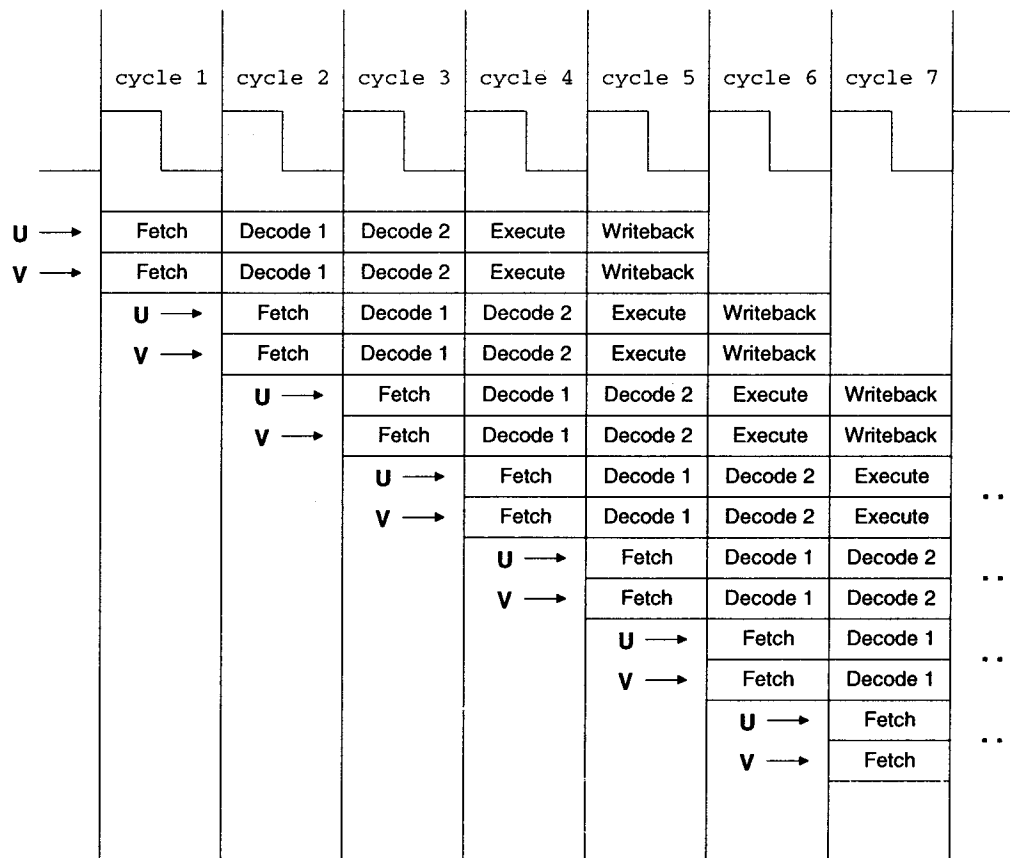 cycle 1 cycle 2 cycle 3 cycle 4 cycle 5 cycle 6 cycle 7
U Fetch Decode 1 Decode 2 Execute Writeback
V Fetch Decode 1 Decode 2 Execute Writeback
U Fetch Decode 1 Decode 2 Execute Writeback
V Fetch Decode 1 Decode 2 Execute Writeback
U Fetch Decode 1 Decode 2 Execute Writeback
V Fetch Decode 1 Decode 2 Execute Writeback
U Fetch Decode 1 Decode 2 Execute
V Fetch Decode 1 Decode 2 Execute
U Fetch Decode 1 Decode 2
V Fetch Decode 1 Decode 2
U Fetch Decode 1
V Fetch Decode 1
U Fetch
V Fetch